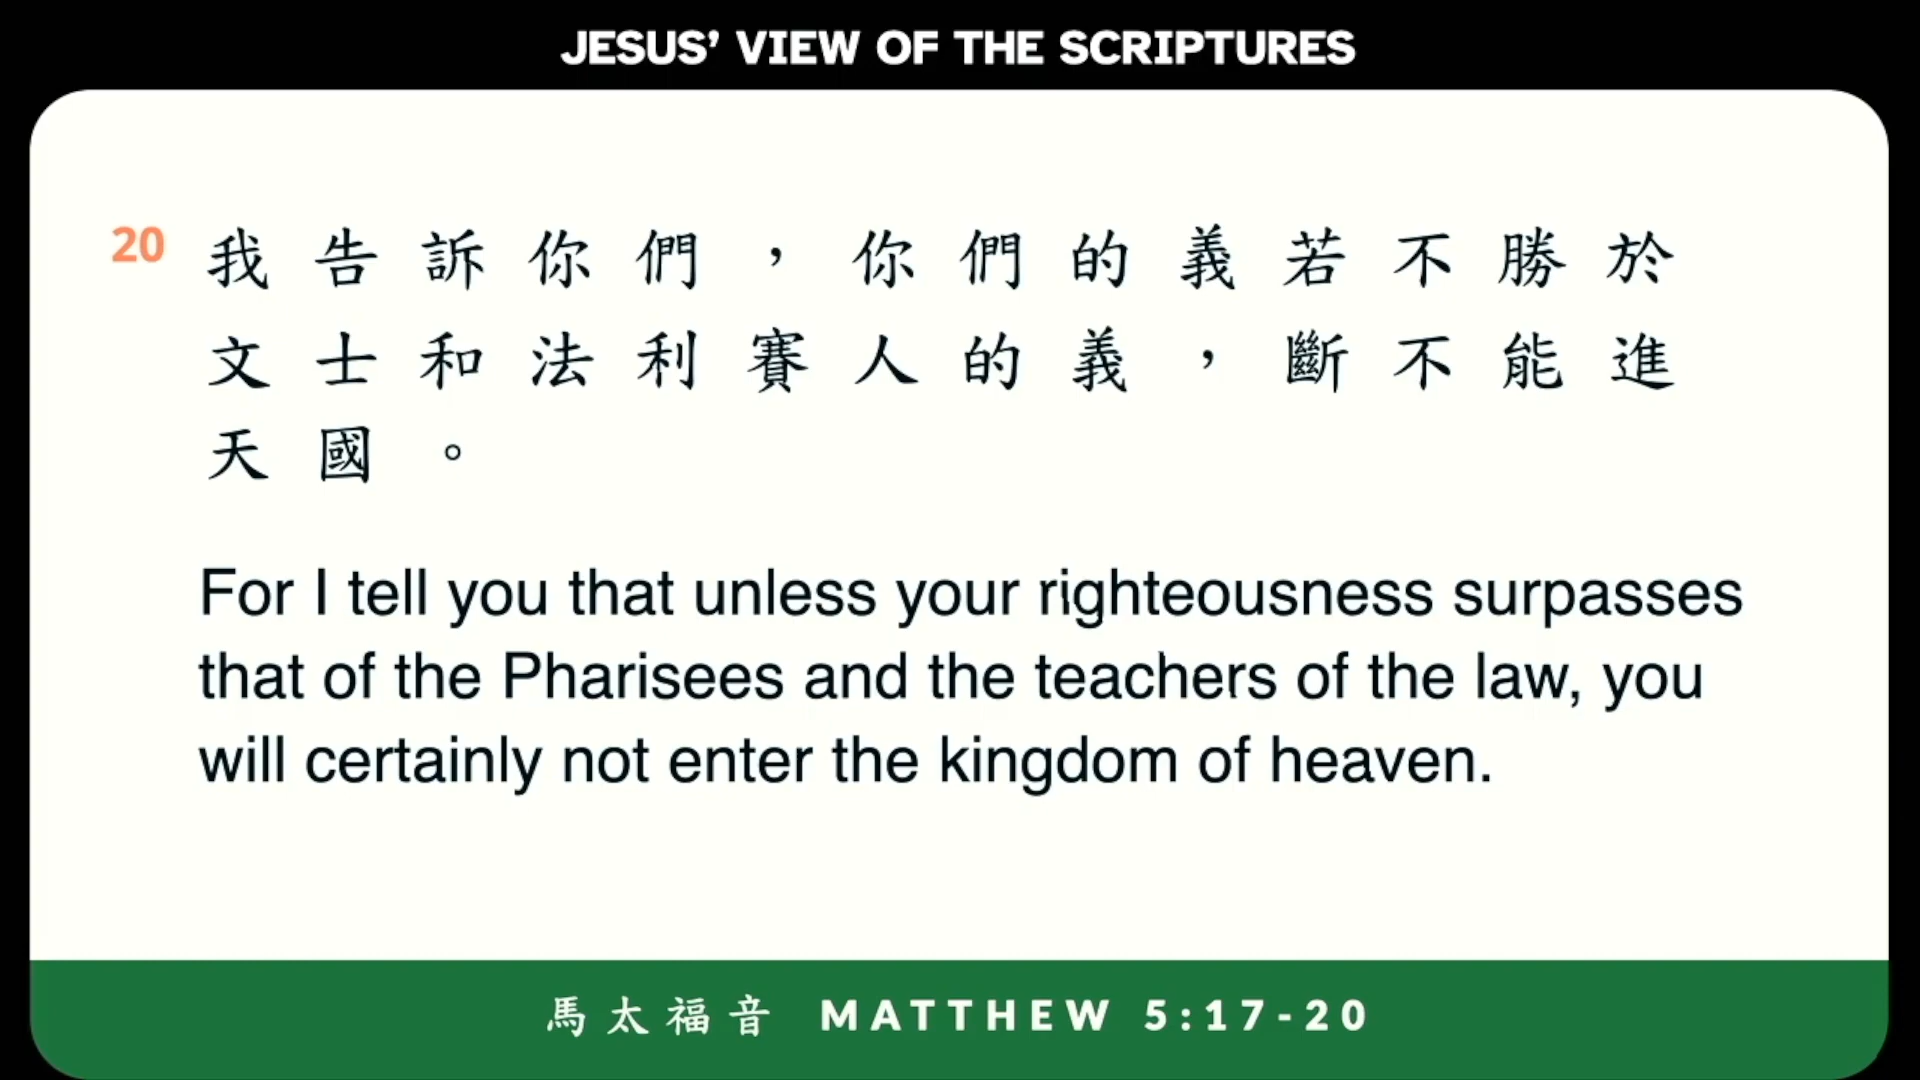 JESUS’ VIEW OF THE SCRIPTURES
20 我告訴你們，你們的義若不勝於
文士和法利賽人的義，斷不能進
天國。
For I tell you that unless your righteousness surpasses
that of the Pharisees and the teachers of the law, you
will certainly not enter the kingdom of heaven.
馬太福音 MATTHEW 5:17-20